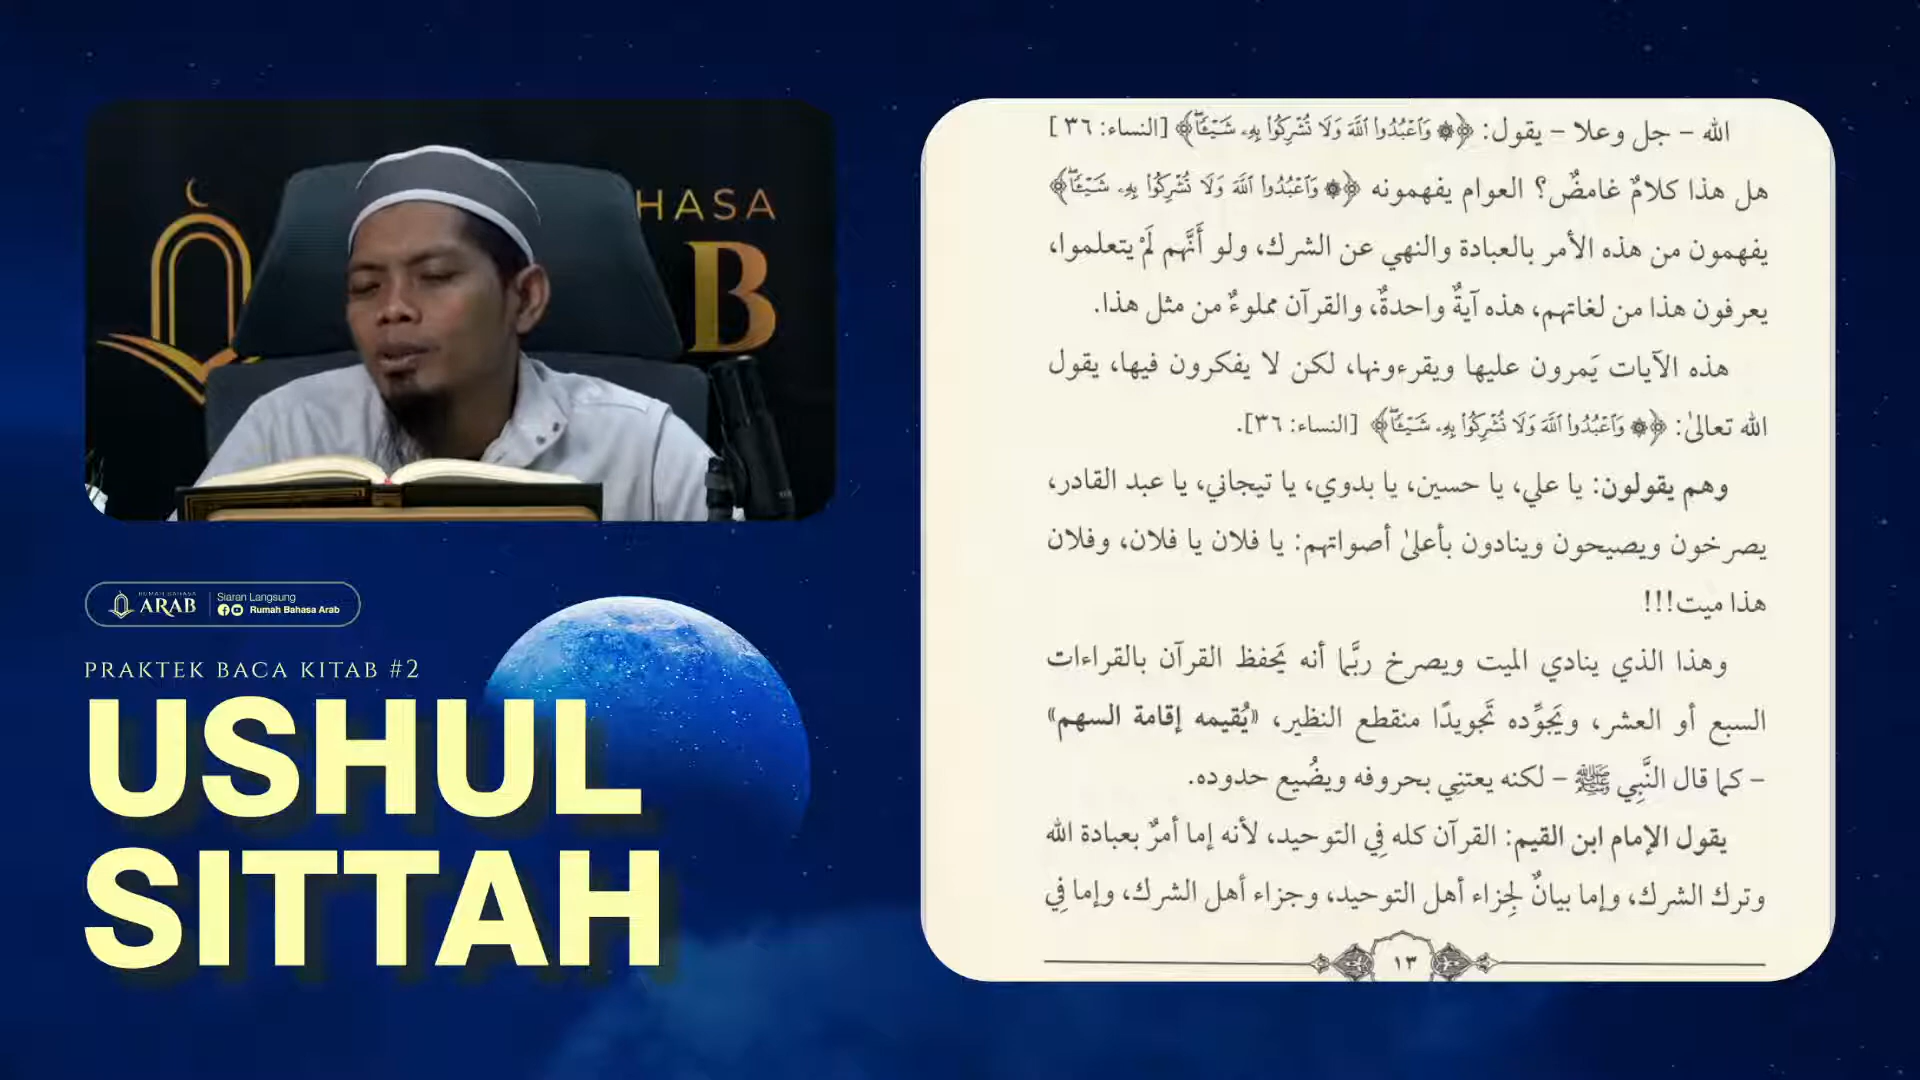 HASA
B
RUMAH BAHASA
ARAB
Siaran Langsung
Rumah Bahasa Arab
PRAKTEK BACA KITAB #2
USHUL
SITTAH
الله – جل وعلا – يقول: ﴿۞ وَٱعۡبُدُوا۟ ٱللَّهَ وَلَا تُشۡرِكُوا۟ بِهِۦ شَيۡـًٔاۖ﴾ [النساء: ٣٦]
هل هذا كلامٌ غامضٌ؟ العوام يفهمونه ﴿۞ وَٱعۡبُدُوا۟ ٱللَّهَ وَلَا تُشۡرِكُوا۟ بِهِۦ شَيۡـًٔاۖ﴾
يفهمون من هذه الأمر بالعبادة والنهي عن الشرك، ولو أَنَّهم لَمْ يتعلموا،
يعرفون هذا من لغاتهم، هذه آيةٌ واحدةٌ، والقرآن مملوءٌ من مثل هذا.
هذه الآيات يَمرون عليها ويقرءونها، لكن لا يفكرون فيها، يقول
الله تعالىٰ: ﴿۞ وَٱعۡبُدُوا۟ ٱللَّهَ وَلَا تُشۡرِكُوا۟ بِهِۦ شَيۡـًٔاۖ﴾ [النساء: ٣٦].
وهم يقولون: يا علي، يا حسين، يا بدوي، يا تيجاني، يا عبد القادر،
يصرخون ويصيحون وينادون بأعلىٰ أصواتهم: يا فلان يا فلان، وفلان
هذا ميت!!!
وهذا الذي ينادي الميت ويصرخ ربَّما أنه يَحفظ القرآن بالقراءات
السبع أو العشر، ويَجوِّده تَجويدًا منقطع النظير، «يُقيمه إقامة السهم»
– كما قال النَّبِي ﷺ – لكنه يعتنِي بحروفه ويضُيع حدوده.
يقول الإمام ابن القيم: القرآن كله فِي التوحيد، لأنه إما أمرٌ بعبادة الله
وترك الشرك، وإما بيانٌ لِجزاء أهل التوحيد، وجزاء أهل الشرك، وإما فِي
١٣